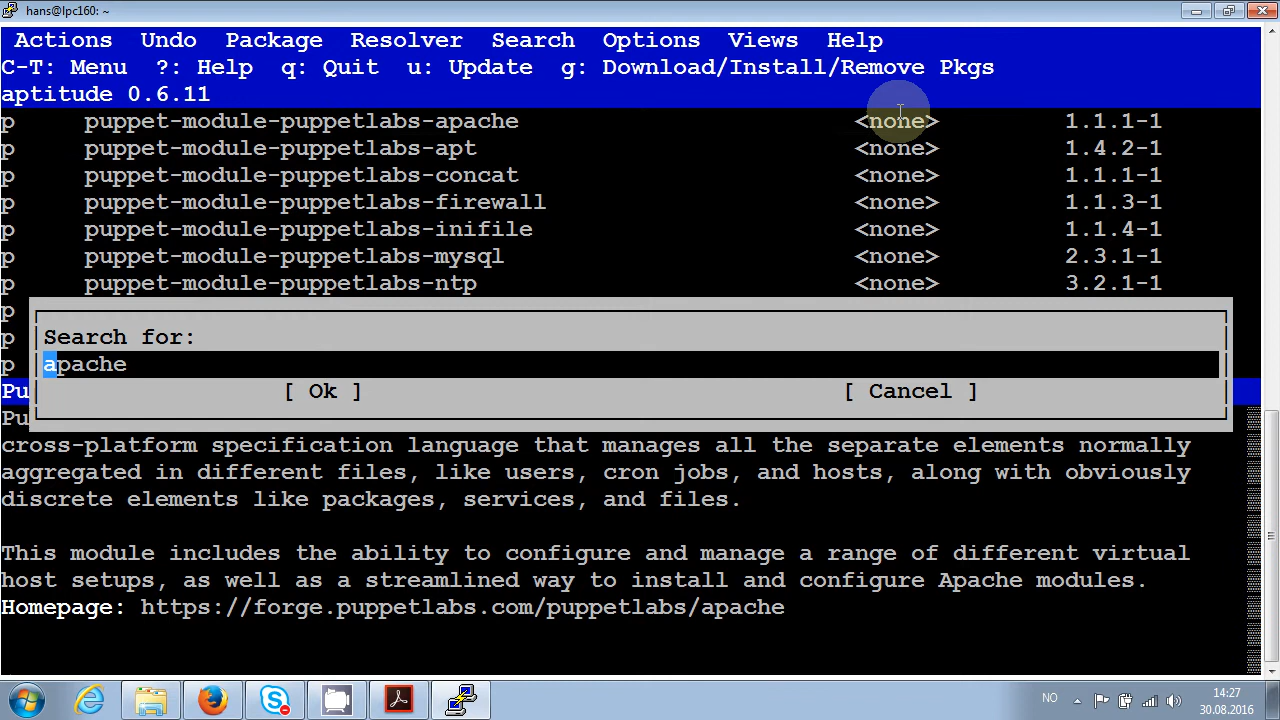 hans@lpc160: ~
Actions Undo Package Resolver Search Options Views Help
C-T: Menu ?: Help q: Quit u: Update g: Download/Install/Remove Pkgs
aptitude 0.6.11
p puppet-module-puppetlabs-apache <none> 1.1.1-1
p puppet-module-puppetlabs-apt <none> 1.4.2-1
p puppet-module-puppetlabs-concat <none> 1.1.1-1
p puppet-module-puppetlabs-firewall <none> 1.1.3-1
p puppet-module-puppetlabs-inifile <none> 1.1.4-1
p puppet-module-puppetlabs-mysql <none> 2.3.1-1
p puppet-module-puppetlabs-ntp <none> 3.2.1-1
p
p Search for:
p apache
Pu [ Ok ] [ Cancel ]
Pu
cross-platform specification language that manages all the separate elements normally
aggregated in different files, like users, cron jobs, and hosts, along with obviously
discrete elements like packages, services, and files.
This module includes the ability to configure and manage a range of different virtual
host setups, as well as a streamlined way to install and configure Apache modules.
Homepage: https://forge.puppetlabs.com/puppetlabs/apache
NO 14:27
30.08.2016